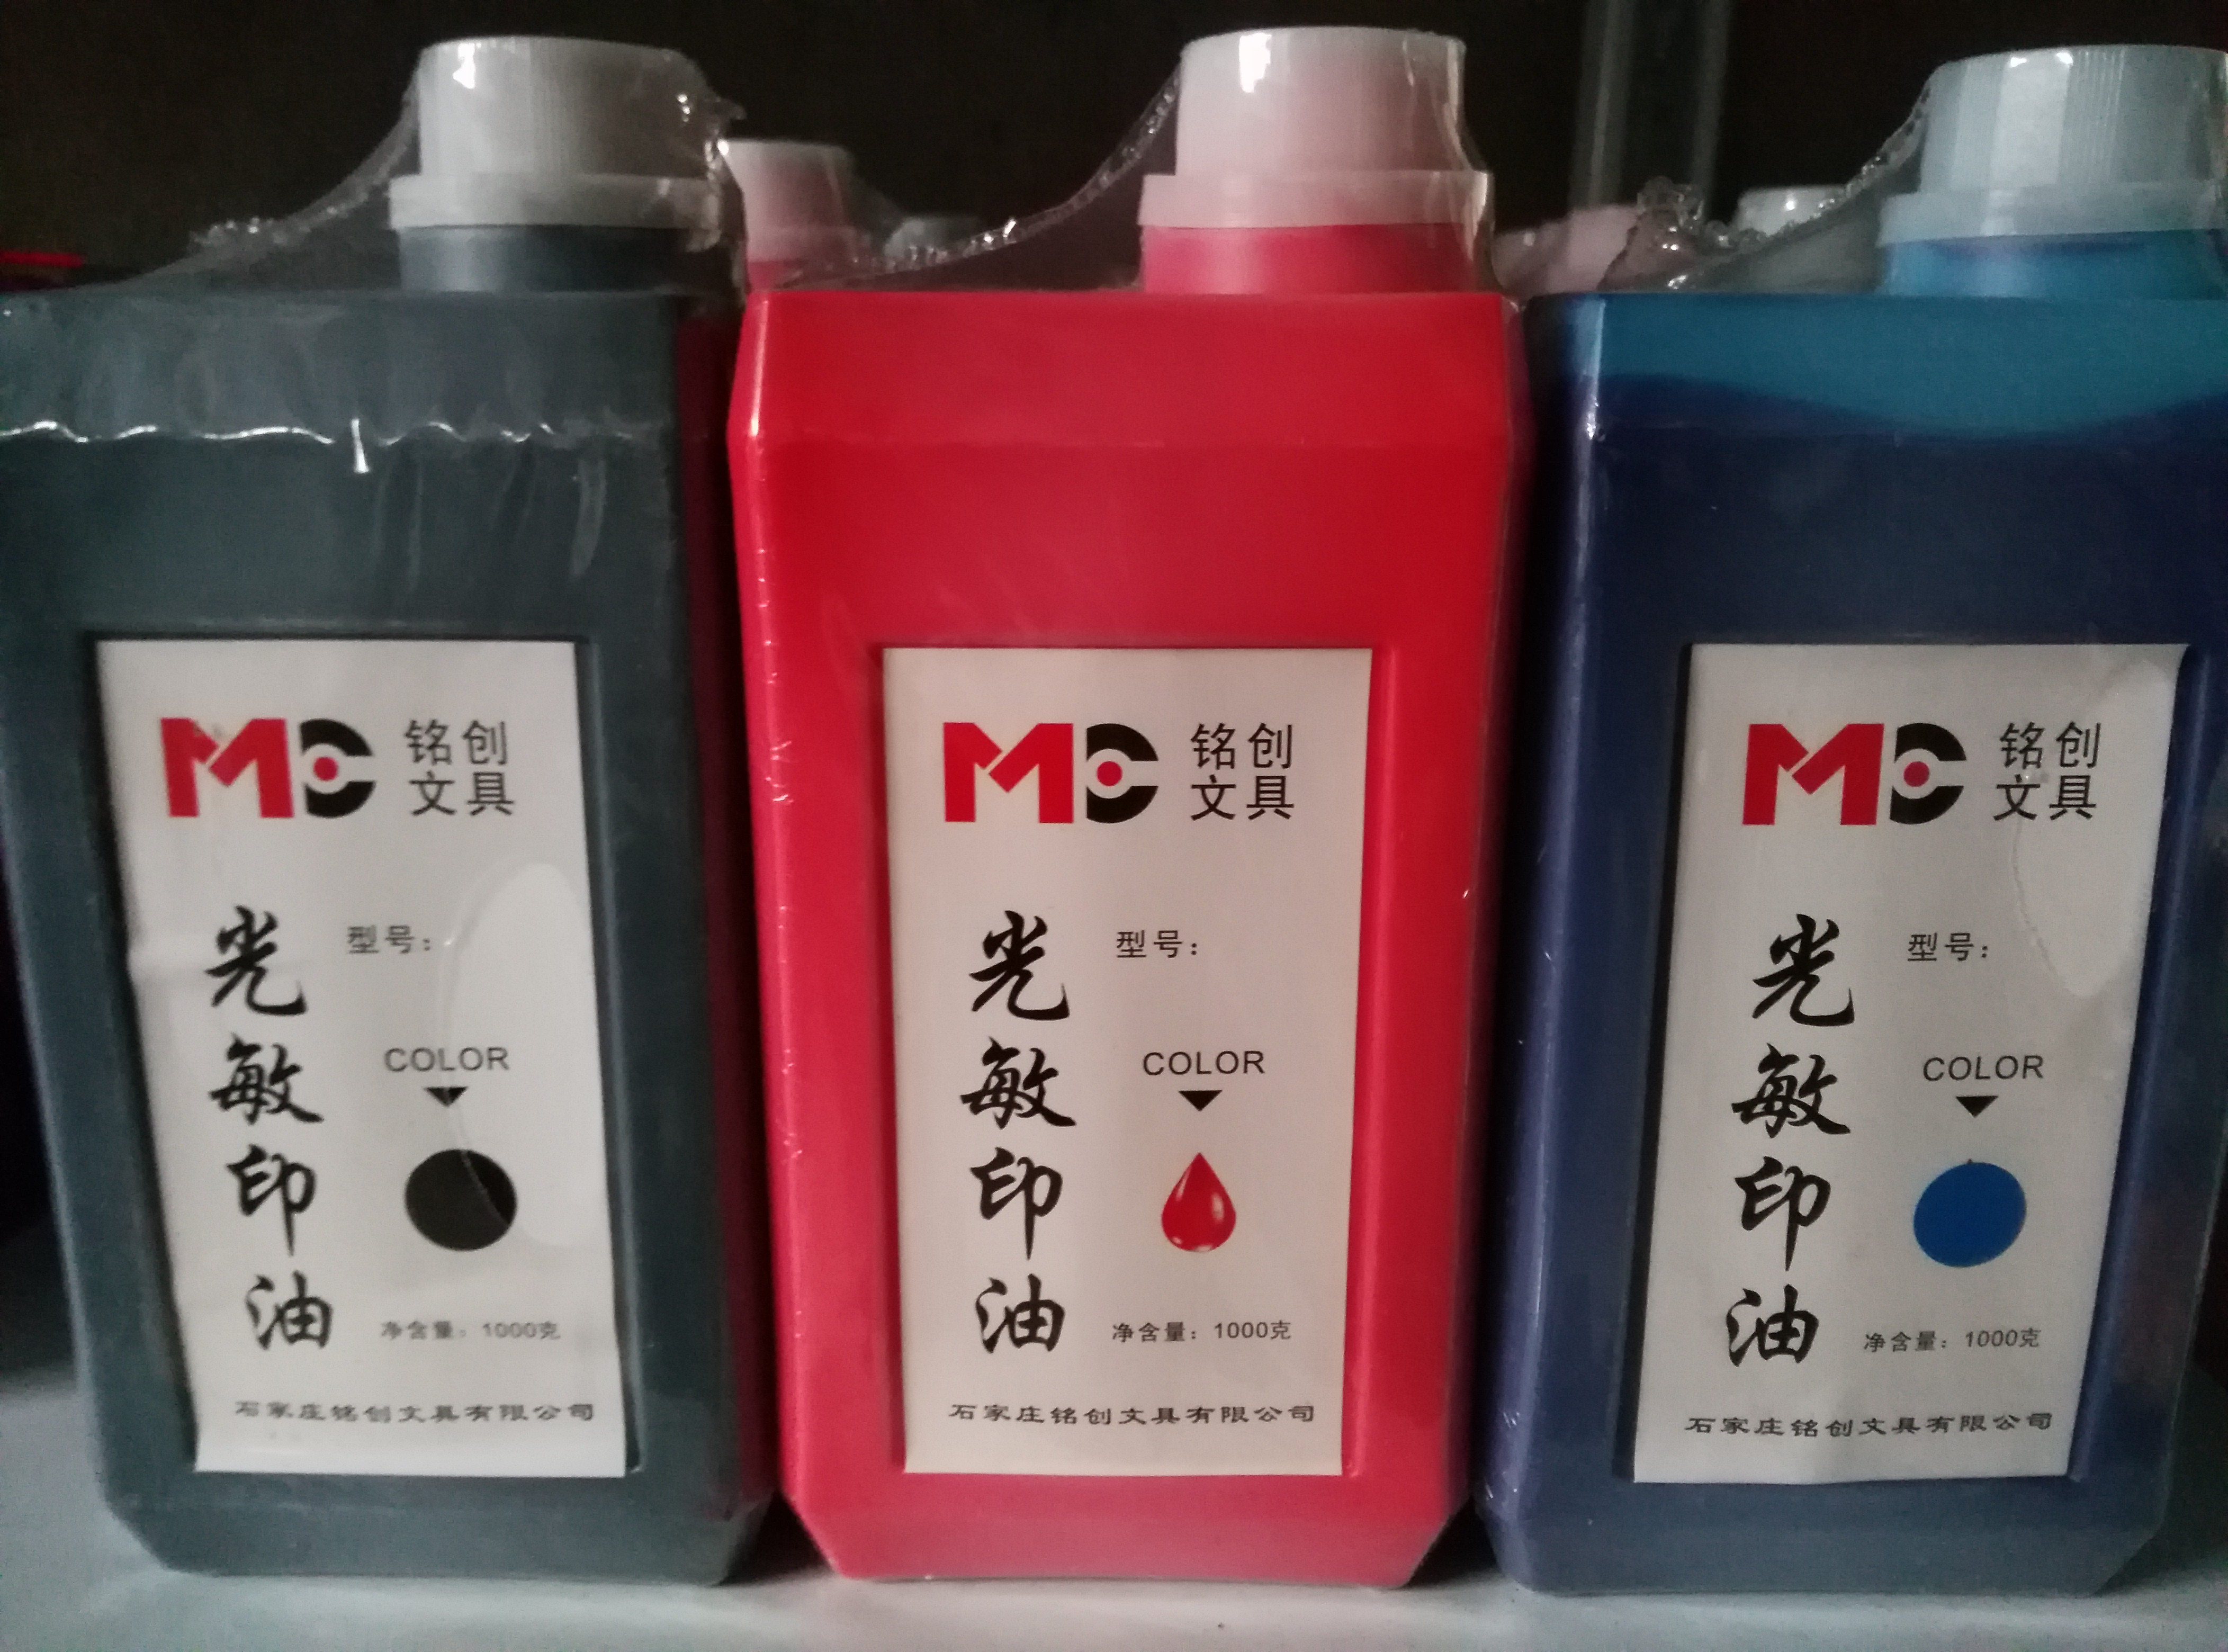 MC 铭创
文具
型号:
光敏印油
COLOR
净含量: 1000克
石家庄铭创文具有限公司
MC 铭创
文具
型号:
光敏印油
COLOR
净含量: 1000克
石家庄铭创文具有限公司
MC 铭创
文具
型号:
光敏印油
COLOR
净含量: 1000克
石家庄铭创文具有限公司